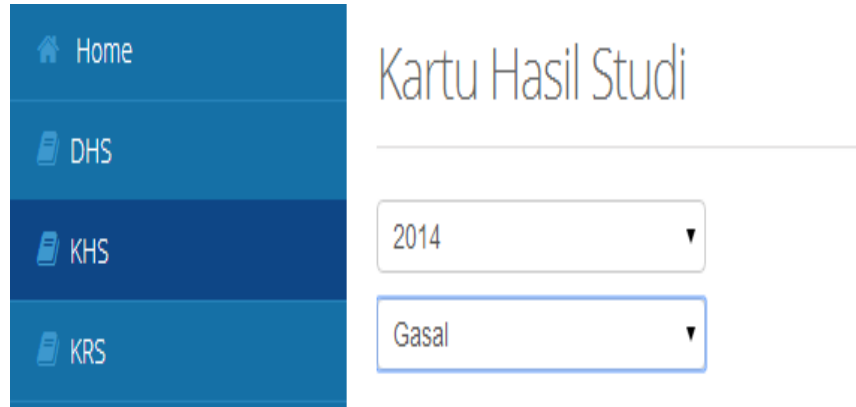 Home
DHS
KHS
KRS
Kartu Hasil Studi
2014
Gasal